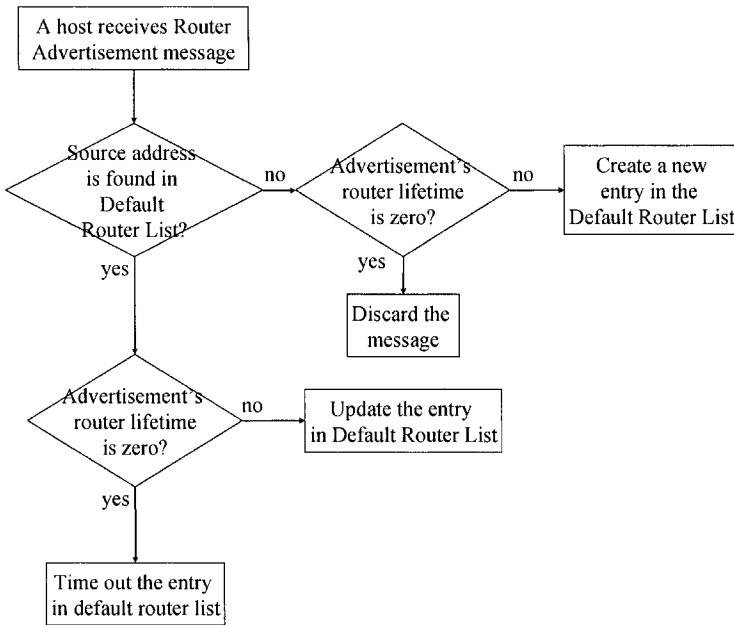 A host receives Router
Advertisement message
Source address
is found in
Default
Router List?
no
Advertisement´s
router lifetime
is zero?
no
Create a new
entry in the
Default Router List
yes
yes
Discard the
message
Advertisement´s
router lifetime
is zero?
no
Update the entry
in Default Router List
yes
Time out the entry
in default router list